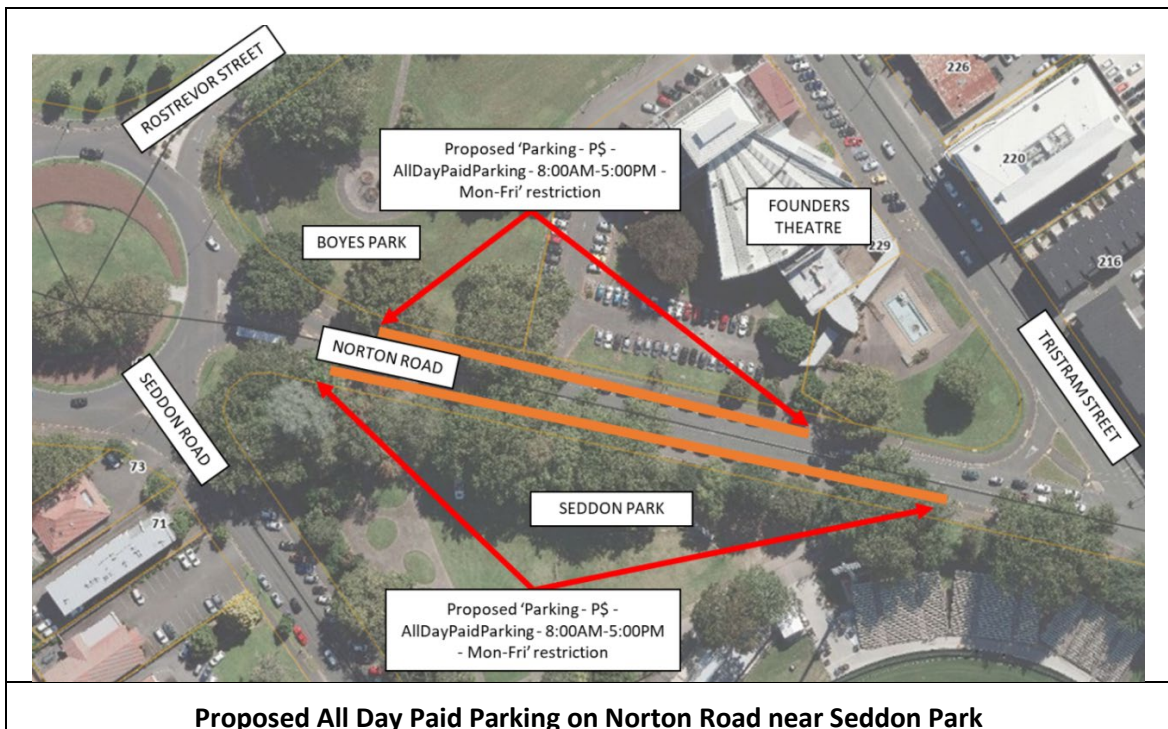 ROSTREVOR STREET
226
Proposed 'Parking - P$ -
AllDayPaidParking - 8:00AM-5:00PM -
Mon-Fri' restriction
220
FOUNDERS
THEATRE
229
BOYES PARK
216
NORTON ROAD
TRISTRAM STREET
SEDDON ROAD
73
SEDDON PARK
71
Proposed 'Parking - P$ -
AllDayPaidParking - 8:00AM-5:00PM
- Mon-Fri' restriction
Proposed All Day Paid Parking on Norton Road near Seddon Park